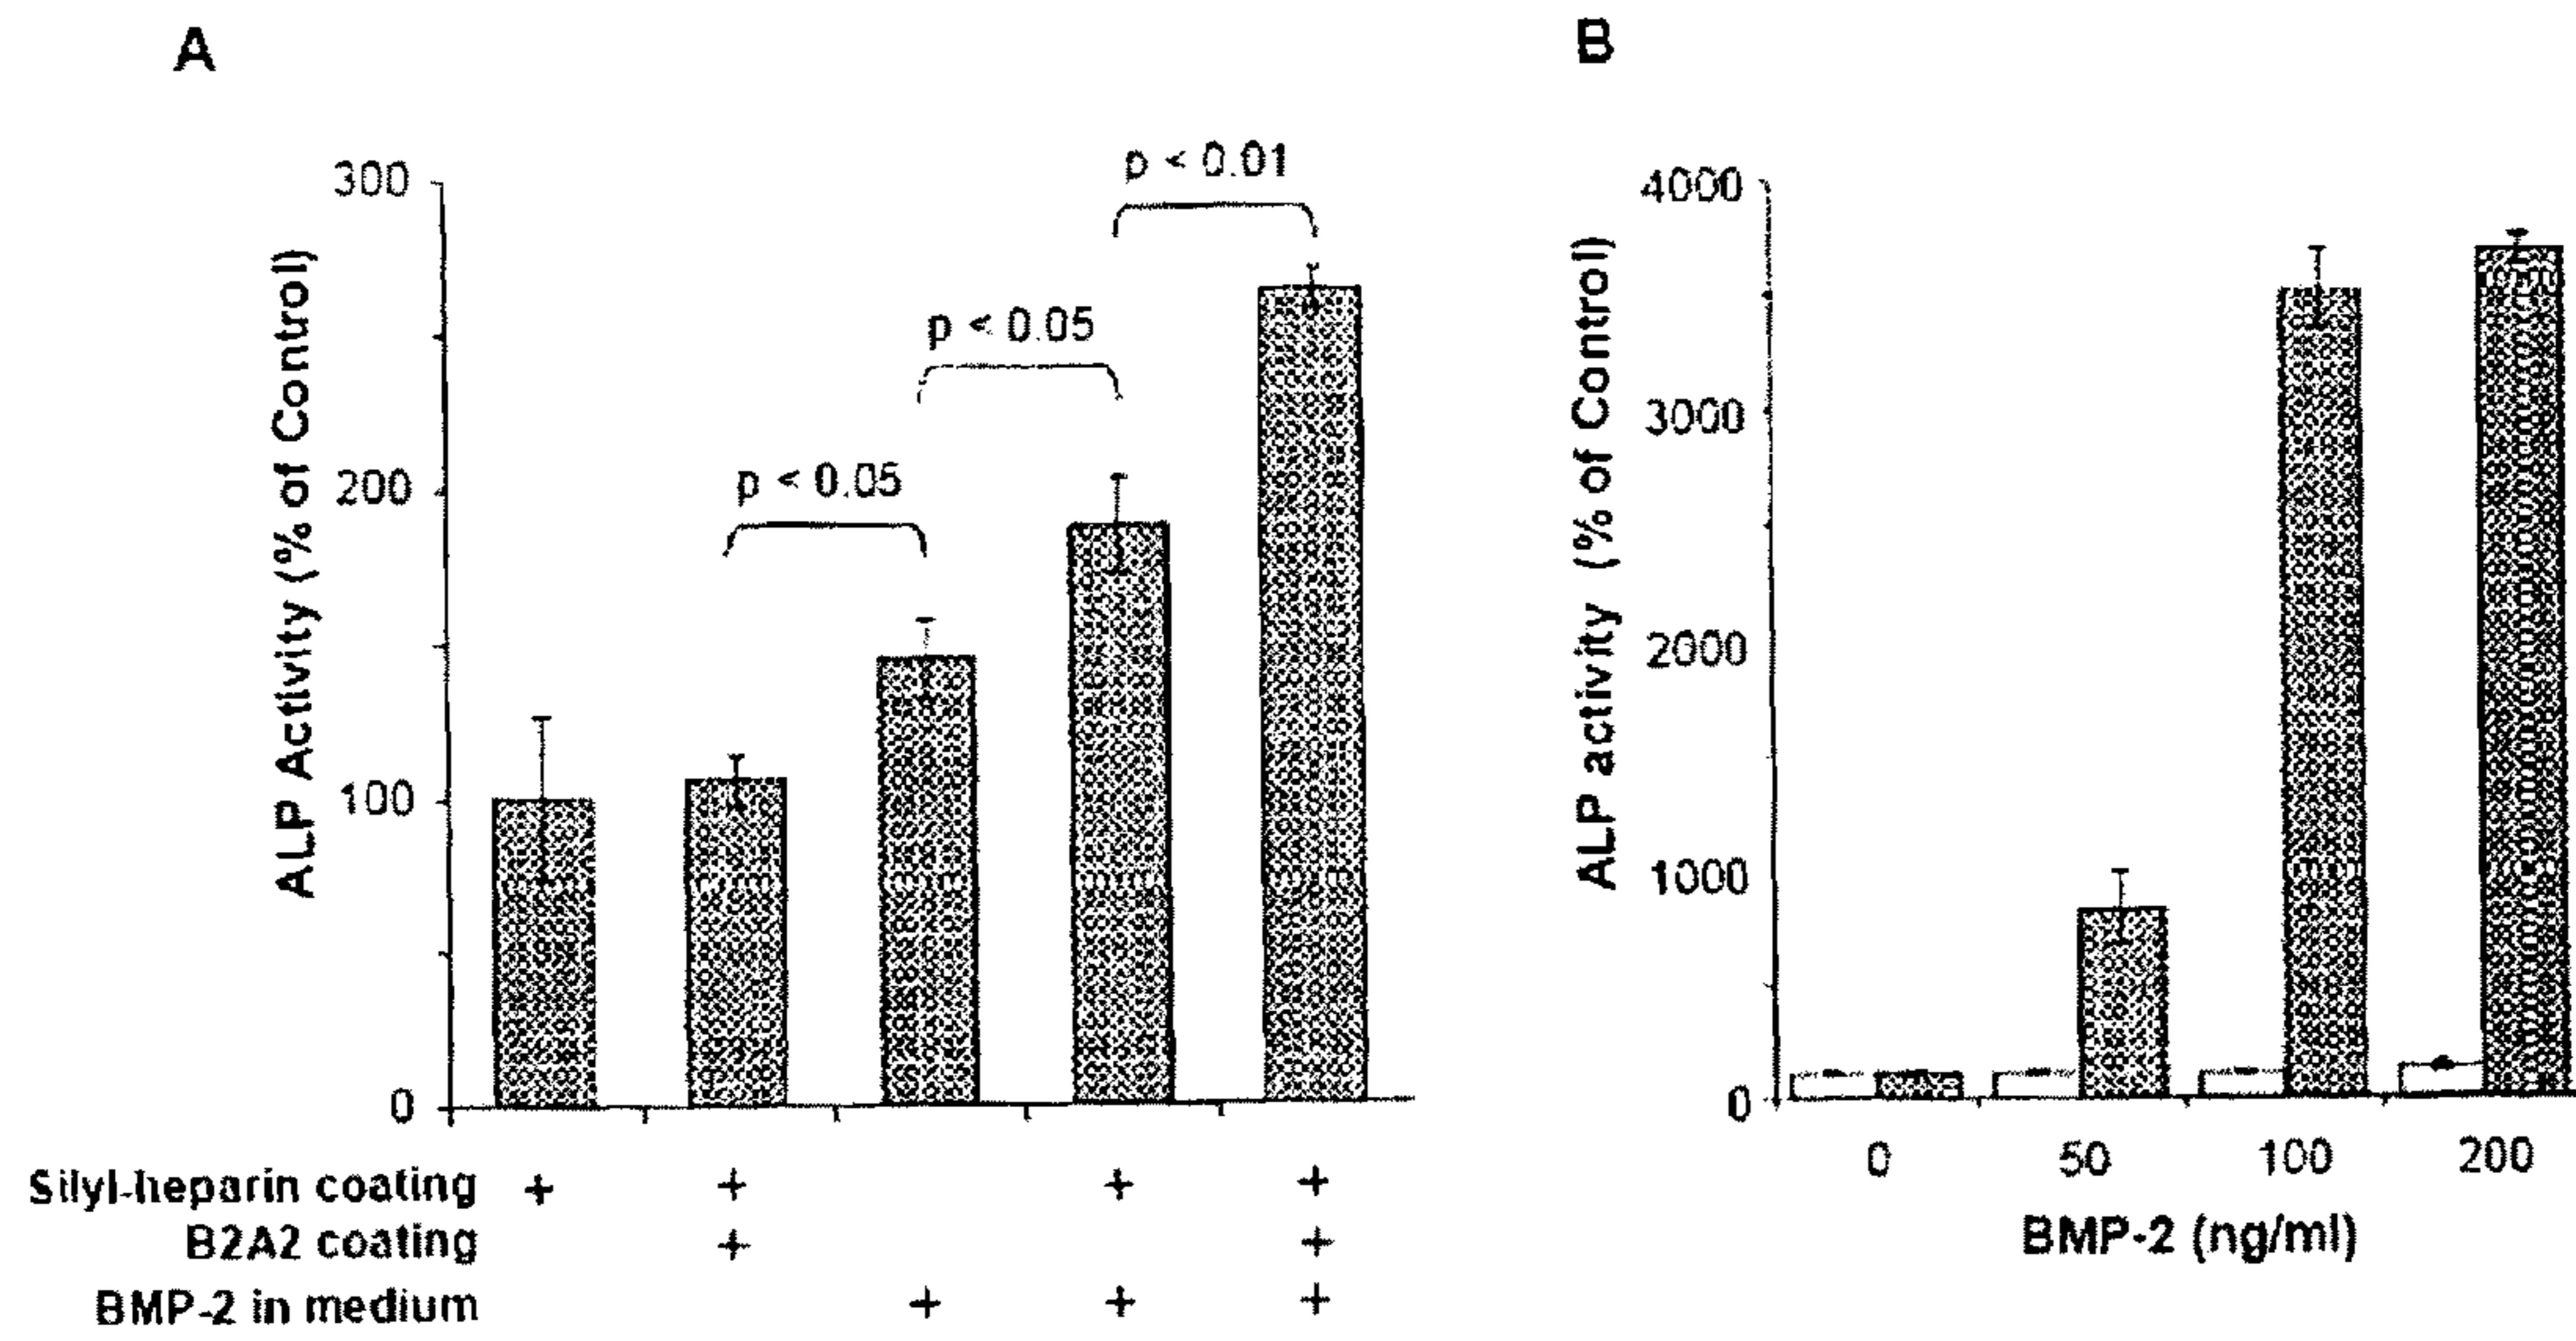 A
ALP Activity (% of Control)
300
200
100
0
p < 0.05
p < 0.05
p < 0.01
Silyl-heparin coating + + + +
B2A2 coating + +
BMP-2 in medium + + +
B
ALP activity (% of Control)
4000
3000
2000
1000
0
0 50 100 200
BMP-2 (ng/ml)